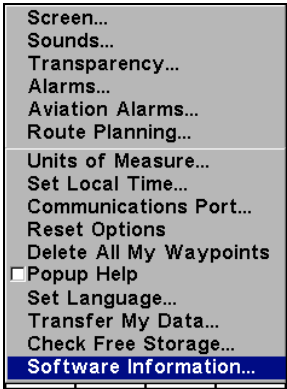 Screen...
Sounds...
Transparency...
Alarms...
Aviation Alarms...
Route Planning...
Units of Measure...
Set Local Time...
Communications Port...
Reset Options
Delete All My Waypoints
Popup Help
Set Language...
Transfer My Data...
Check Free Storage...
Software Information...